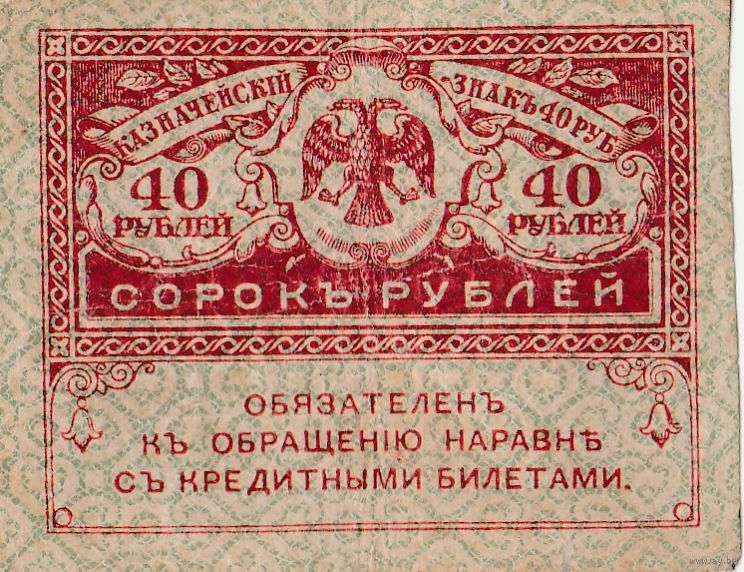 КАЗНАЧЕЙСКІЙ ЗНАКЪ 40 РУБ.
40 РУБЛЕЙ
40 РУБЛЕЙ
СОРОКЪ РУБЛЕЙ
ОБЯЗАТЕЛЕНЪ
КЪ ОБРАЩЕНІЮ НАРАВНѢ
СЪ КРЕДИТНЫМИ БИЛЕТАМИ.